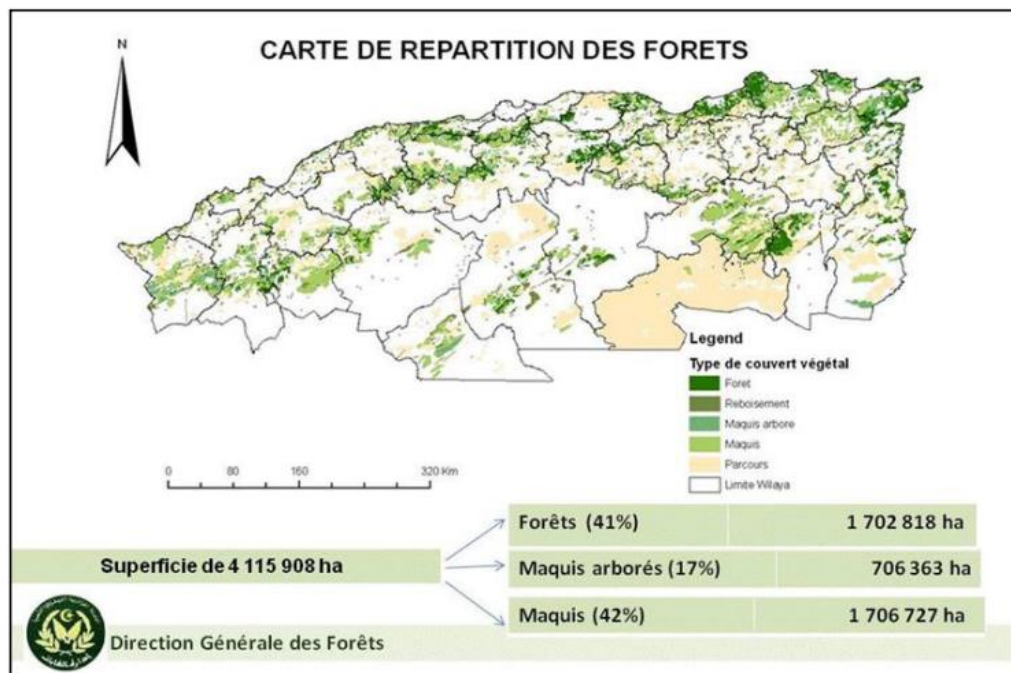 CARTE DE REPARTITION DES FORETS
N
Legend
Type de couvert végétal
Foret
Reboisement
Maquis arbore
Maquis
Parcours
Limite Wilaya
0 80 160 320 Km
Forêts (41%) 1 702 818 ha
Superficie de 4 115 908 ha
Maquis arborés (17%) 706 363 ha
Maquis (42%) 1 706 727 ha
Direction Générale des Forêts